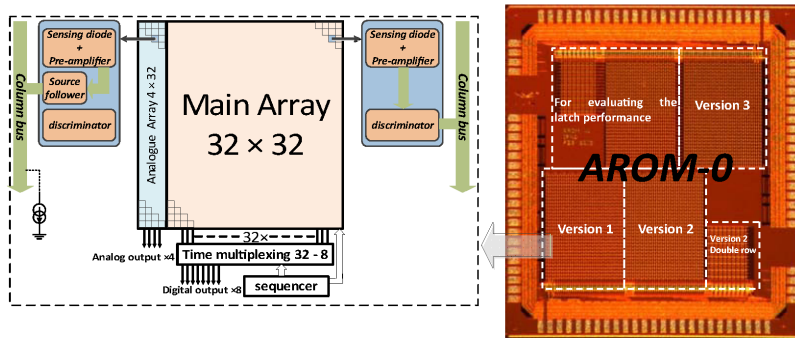 Sensing diode
+
Pre-amplifier
Source
follower
discriminator
Column bus
Analogue Array 4 × 32
Main Array
32 × 32
Sensing diode
+
Pre-amplifier
discriminator
Column bus
32×
Analog output ×4
Time multiplexing 32 - 8
Digital output ×8
sequencer
For evaluating the
latch performance
Version 3
AROM-0
Version 1
Version 2
Version 2
Double row